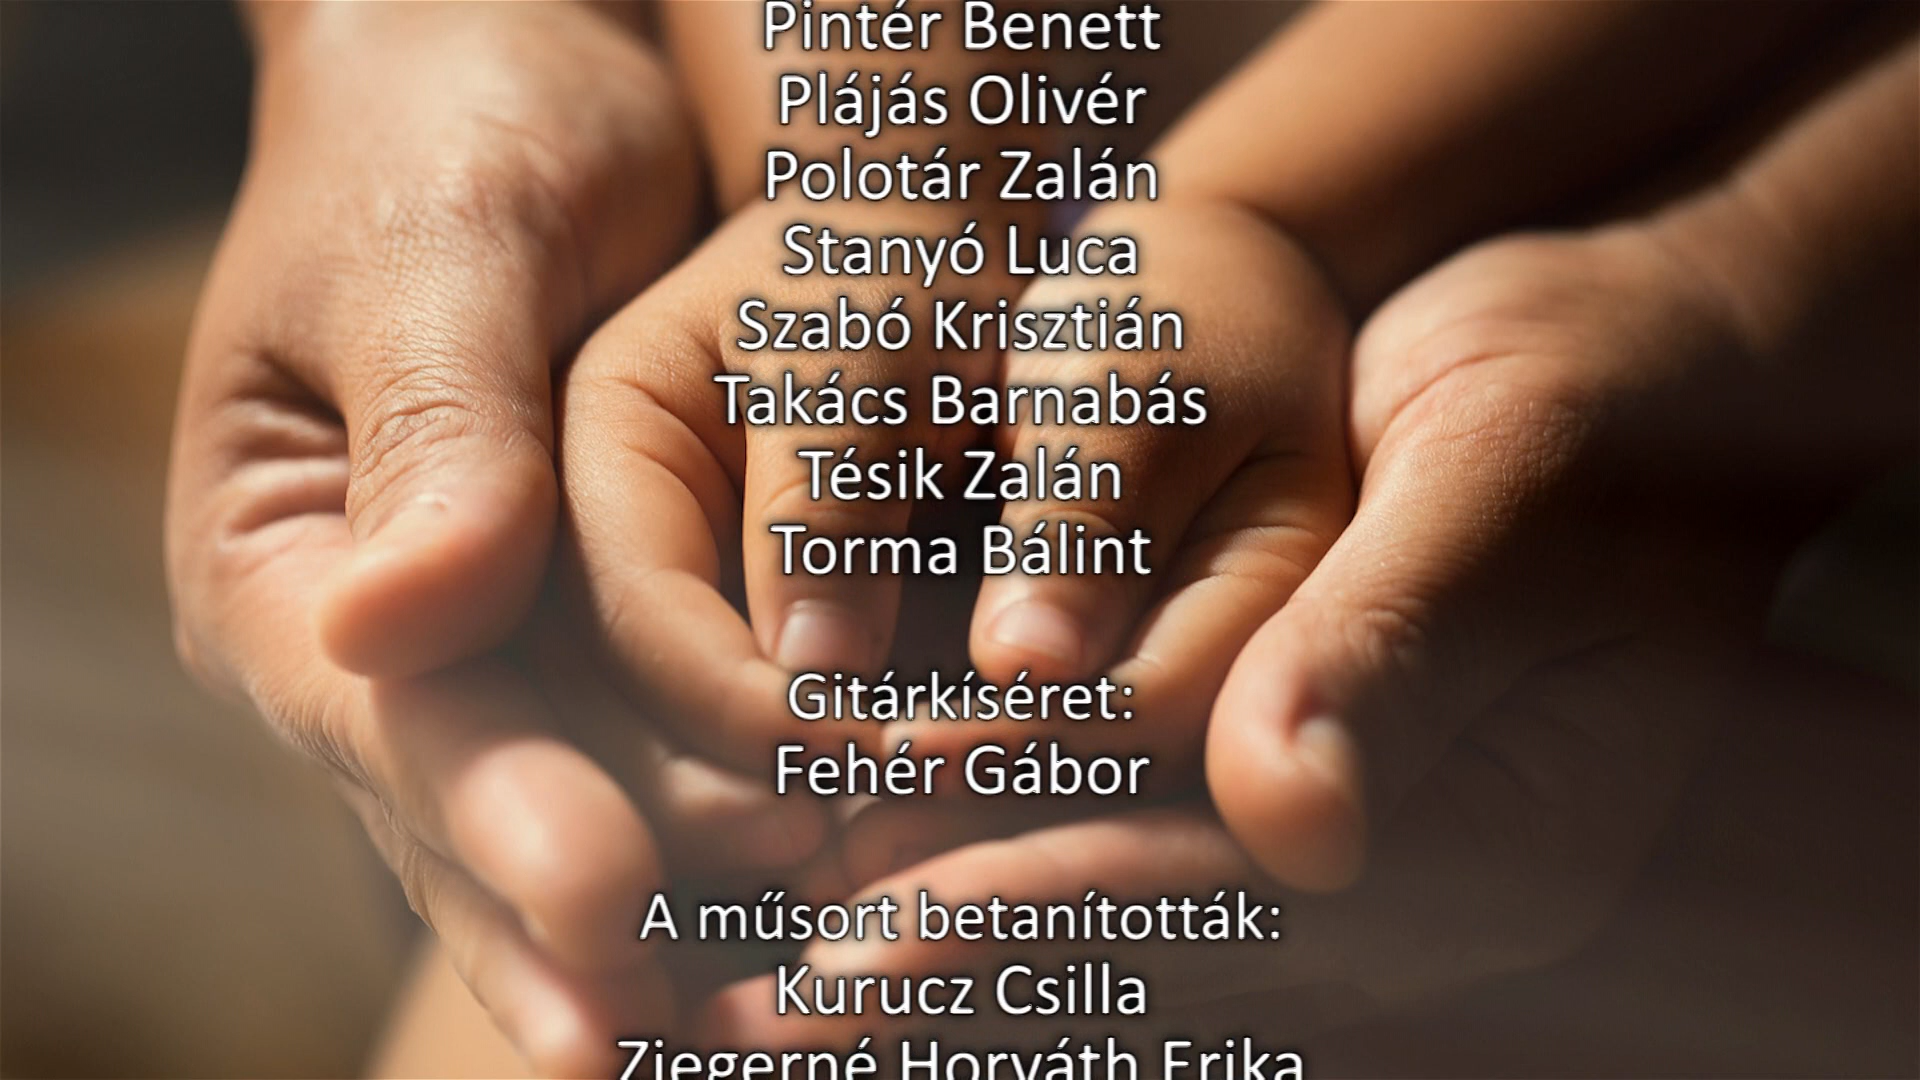 Pintér Benett
Plájás Olivér
Polotár Zalán
Stanyó Luca
Szabó Krisztián
Takács Barnabás
Tésik Zalán
Torma Bálint
Gitárkíséret:
Fehér Gábor
A műsort betanították:
Kurucz Csilla
Ziegerné Horváth Erika